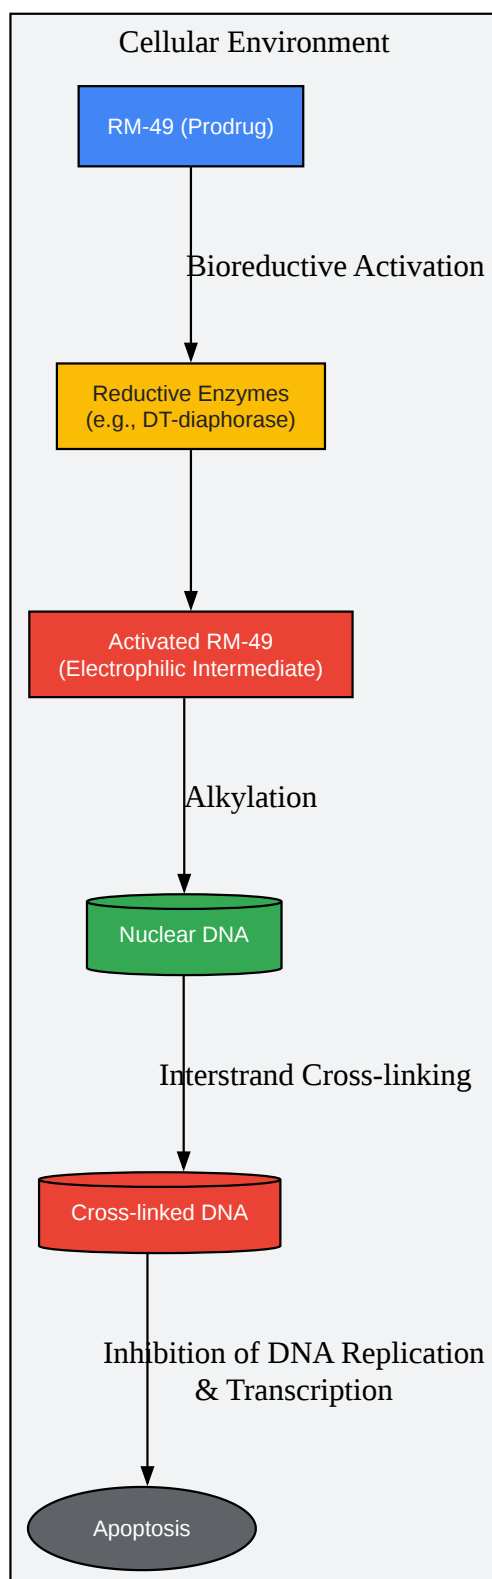 Cellular Environment
RM-49 (Prodrug)
Bioreductive Activation
Reductive Enzymes
(e.g., DT-diaphorase)
Activated RM-49
(Electrophilic Intermediate)
Alkylation
Nuclear DNA
Interstrand Cross-linking
Cross-linked DNA
Inhibition of DNA Replication
& Transcription
Apoptosis